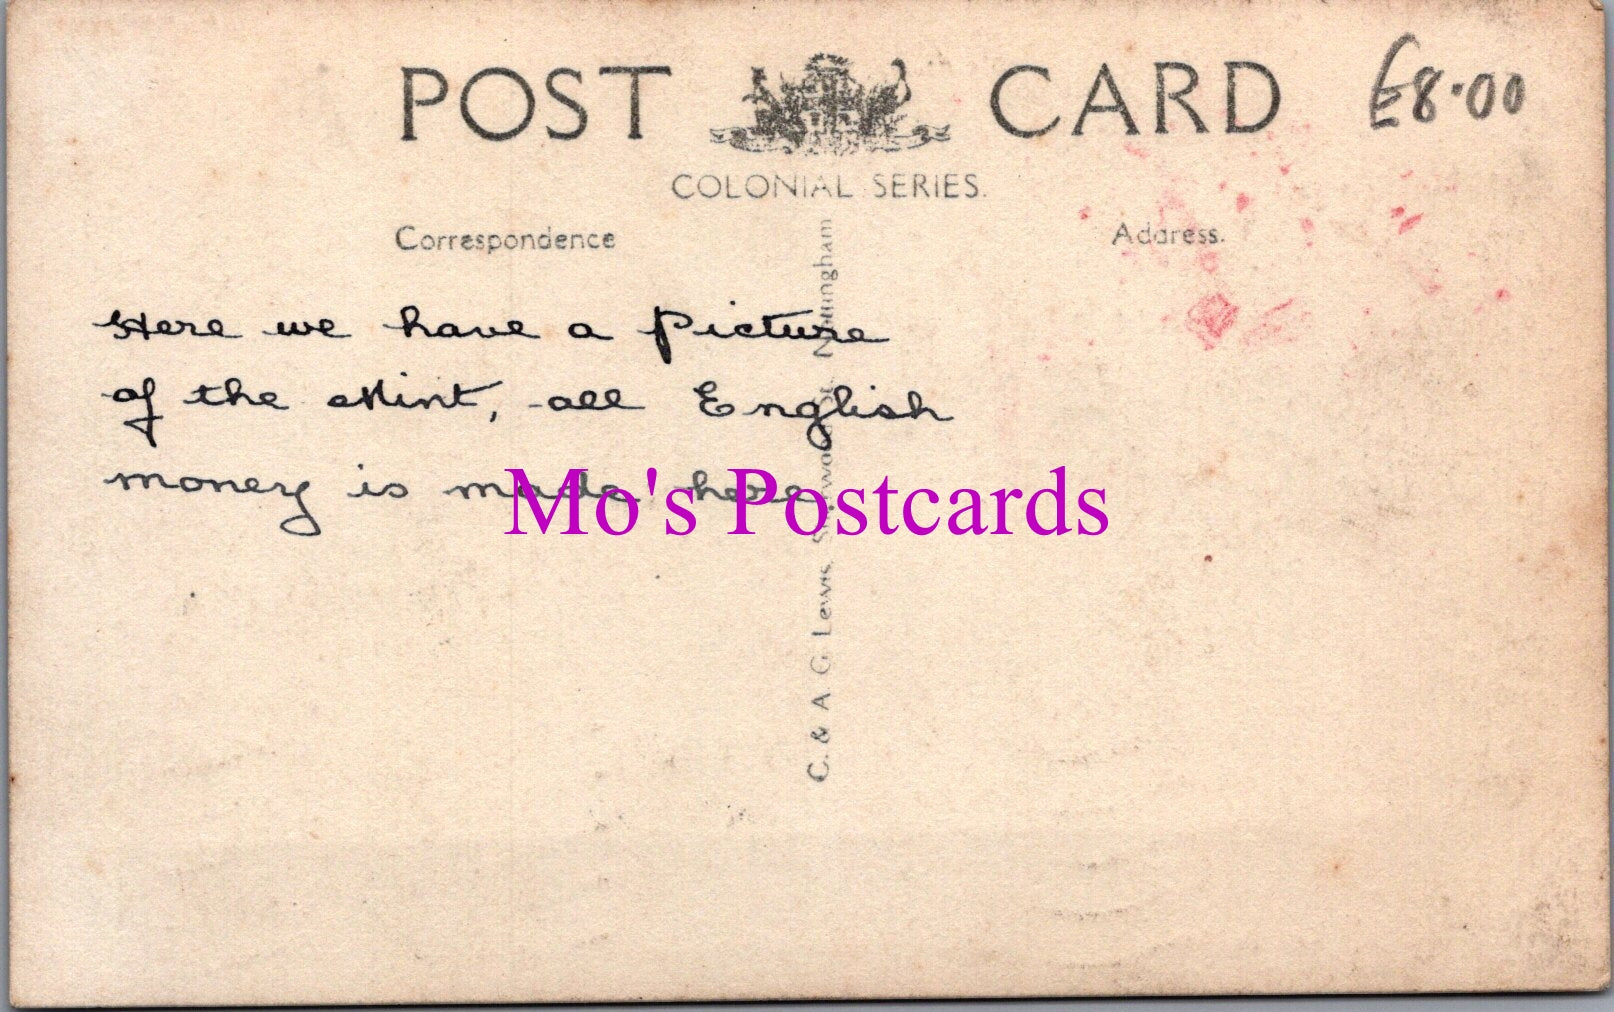 POST CARD £8.00
COLONIAL SERIES.
Correspondence
Address.
Here we have a Picture
of the Mint, all English
money is made here
Mo's Postcards
C. & A. G. Lewis, Nottingham